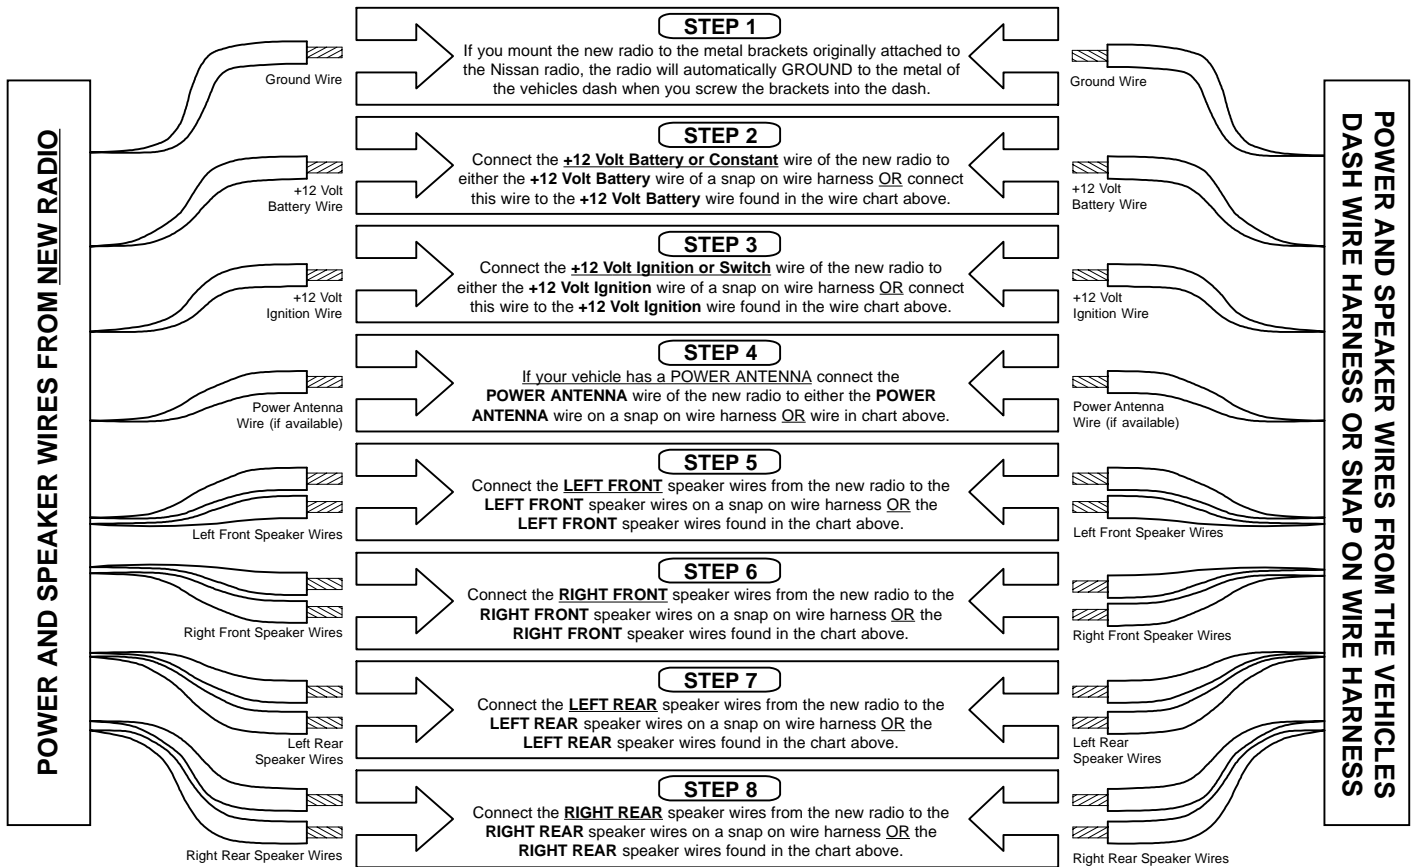 POWER AND SPEAKER WIRES FROM NEW RADIO
STEP 1
If you mount the new radio to the metal brackets originally attached to
the Nissan radio, the radio will automatically GROUND to the metal of
the vehicles dash when you screw the brackets into the dash.
Ground Wire
Ground Wire
STEP 2
Connect the +12 Volt Battery or Constant wire of the new radio to
either the +12 Volt Battery wire of a snap on wire harness OR connect
this wire to the +12 Volt Battery wire found in the wire chart above.
+12 Volt
Battery Wire
+12 Volt
Battery Wire
STEP 3
Connect the +12 Volt Ignition or Switch wire of the new radio to
either the +12 Volt Ignition wire of a snap on wire harness OR connect
this wire to the +12 Volt Ignition wire found in the wire chart above.
+12 Volt
Ignition Wire
+12 Volt
Ignition Wire
STEP 4
If your vehicle has a POWER ANTENNA connect the
POWER ANTENNA wire of the new radio to either the POWER
ANTENNA wire on a snap on wire harness OR wire in chart above.
Power Antenna
Wire (if available)
Power Antenna
Wire (if available)
STEP 5
Connect the LEFT FRONT speaker wires from the new radio to the
LEFT FRONT speaker wires on a snap on wire harness OR the
LEFT FRONT speaker wires found in the chart above.
Left Front Speaker Wires
Left Front Speaker Wires
STEP 6
Connect the RIGHT FRONT speaker wires from the new radio to the
RIGHT FRONT speaker wires on a snap on wire harness OR the
RIGHT FRONT speaker wires found in the chart above.
Right Front Speaker Wires
Right Front Speaker Wires
STEP 7
Connect the LEFT REAR speaker wires from the new radio to the
LEFT REAR speaker wires on a snap on wire harness OR the
LEFT REAR speaker wires found in the chart above.
Left Rear
Speaker Wires
Left Rear
Speaker Wires
STEP 8
Connect the RIGHT REAR speaker wires from the new radio to the
RIGHT REAR speaker wires on a snap on wire harness OR the
RIGHT REAR speaker wires found in the chart above.
Right Rear Speaker Wires
Right Rear Speaker Wires
POWER AND SPEAKER WIRES FROM THE VEHICLES
DASH WIRE HARNESS OR SNAP ON WIRE HARNESS